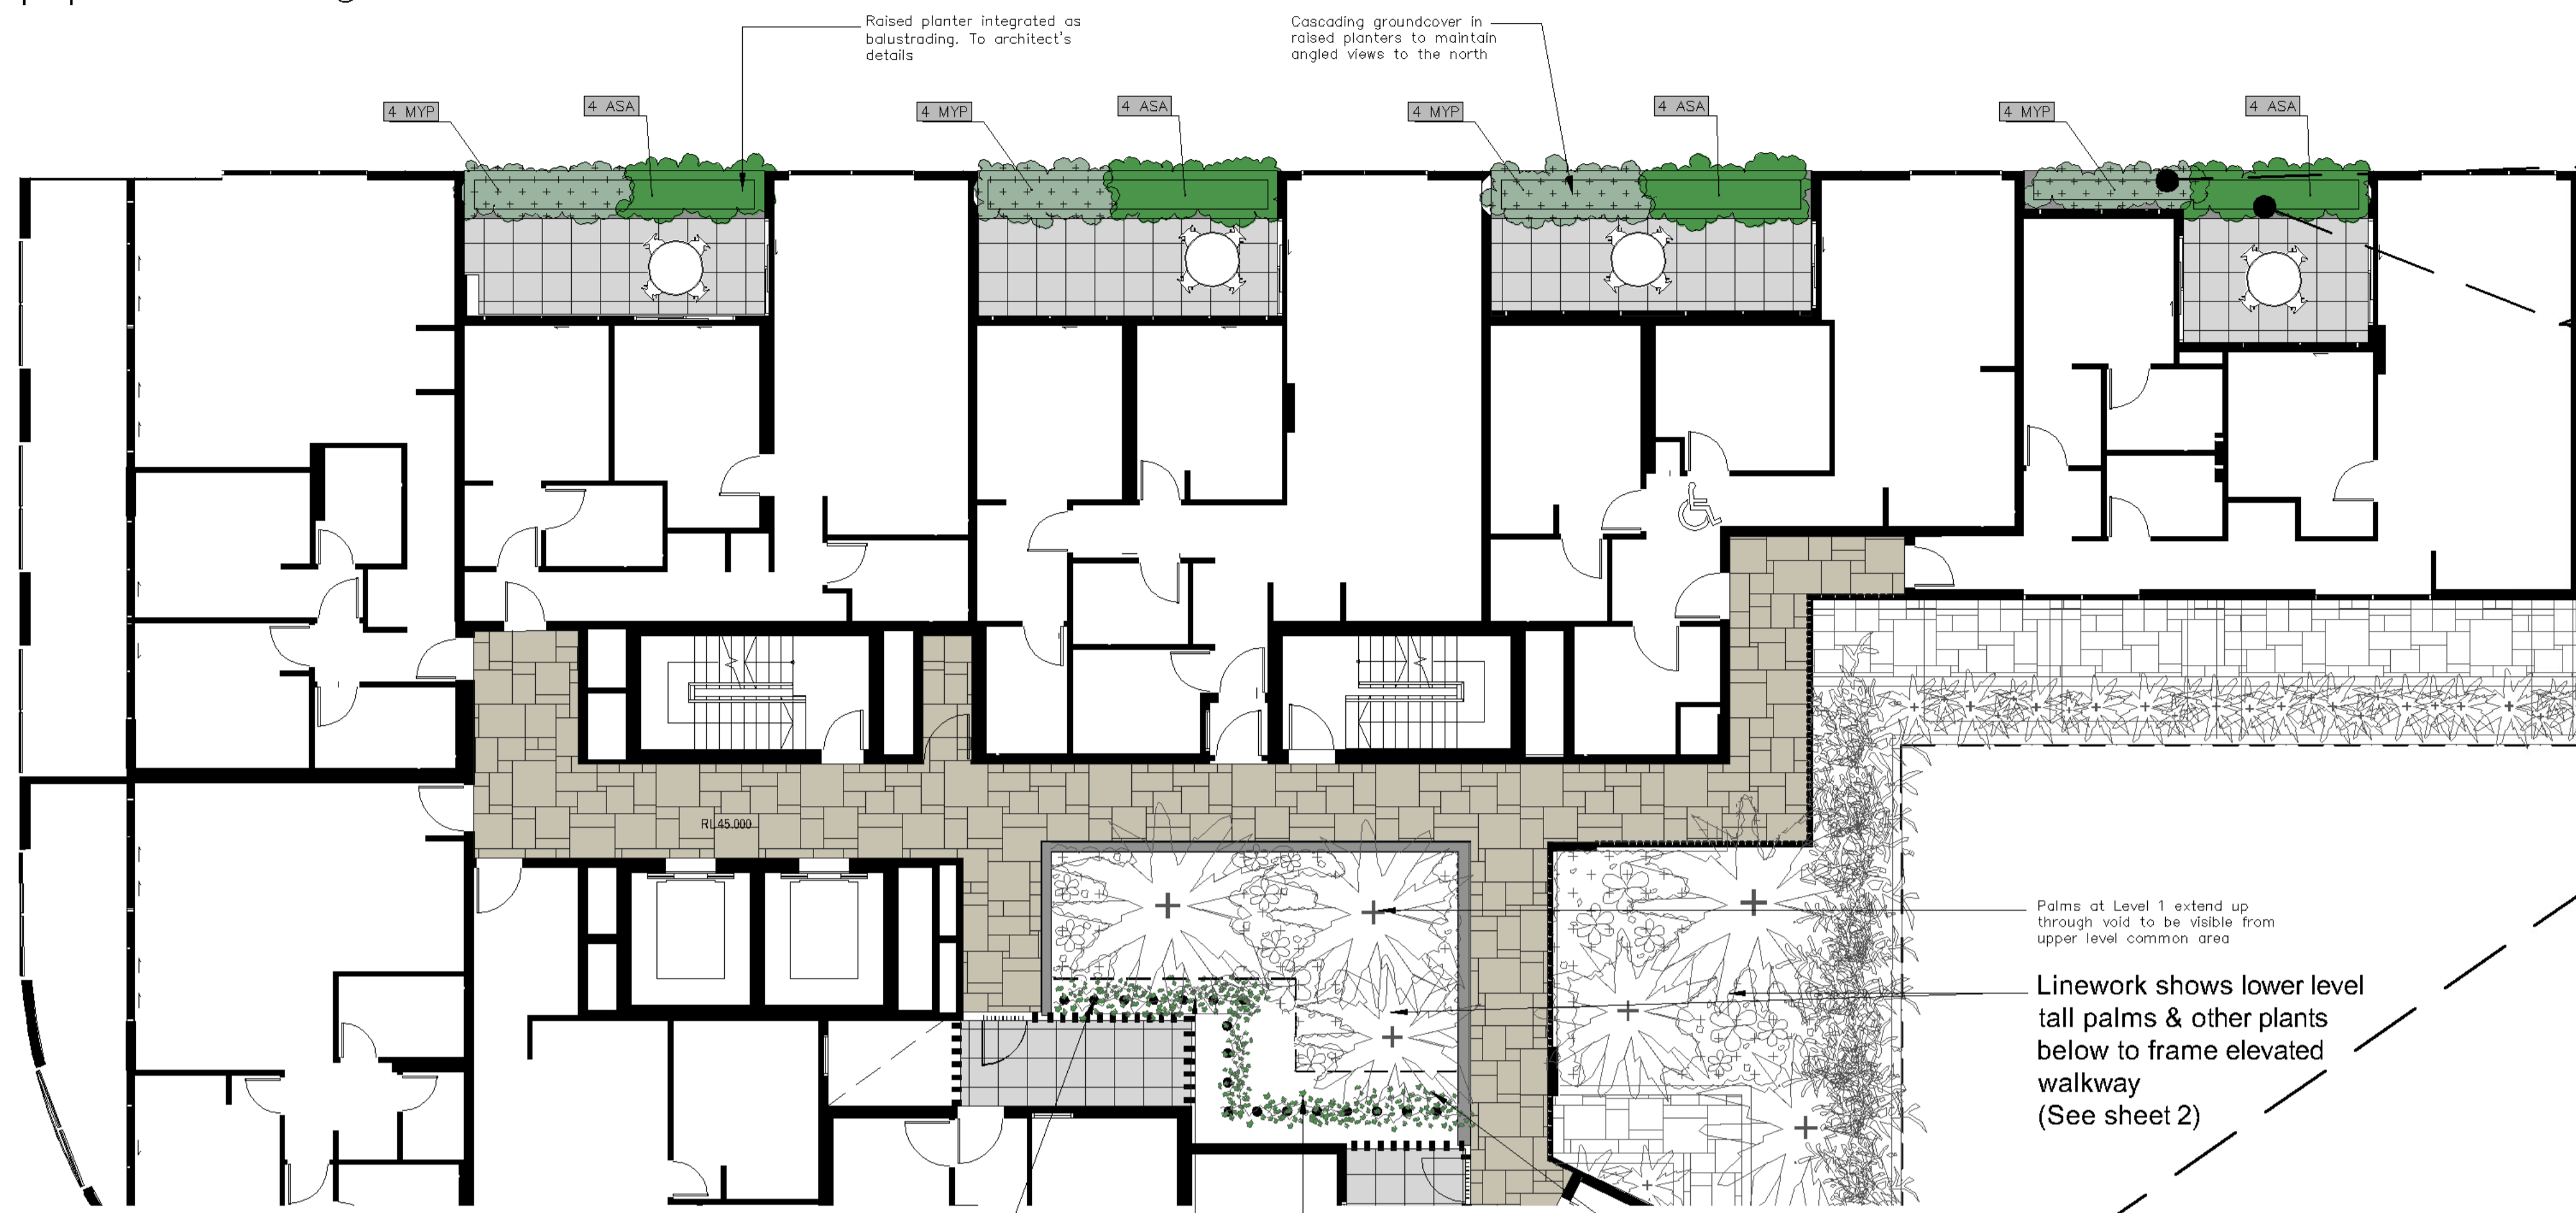 Raised planter integrated as
balustrading. To architect's
details
Cascading groundcover in
raised planters to maintain
angled views to the north
4 MYP
4 ASA
4 MYP
4 ASA
4 MYP
4 ASA
4 MYP
4 ASA
RL45.000
Palms at Level 1 extend up
through void to be visible from
upper level common area
Linework shows lower level
tall palms & other plants
below to frame elevated
walkway
(See sheet 2)